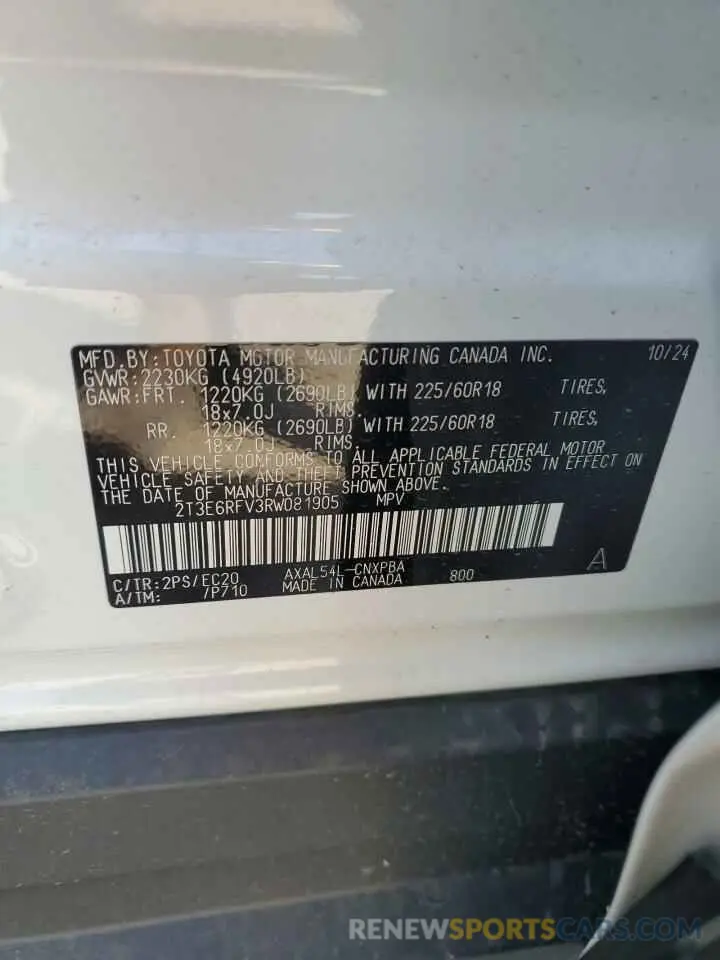 MFD. BY: TOYOTA MOTOR MANUFACTURING CANADA INC. 10/24
GVWR: 2230KG (4920LB)
GAWR: FRT. 1220KG (2690LB) WITH 225/60R18 TIRES,
18x7.0J RIMS.
RR. 1220KG (2690LB) WITH 225/60R18 TIRES,
18x7.0J RIMS.
THIS VEHICLE CONFORMS TO ALL APPLICABLE FEDERAL MOTOR
VEHICLE SAFETY AND THEFT PREVENTION STANDARDS IN EFFECT ON
THE DATE OF MANUFACTURE SHOWN ABOVE.
2T3E6RFV3RW081905 MPV
C/TR: 2PS/EC20 AXAL54L-CNXPBA 800 A
A/TM: /P710 MADE IN CANADA
RENEWSPORTSCARS.COM